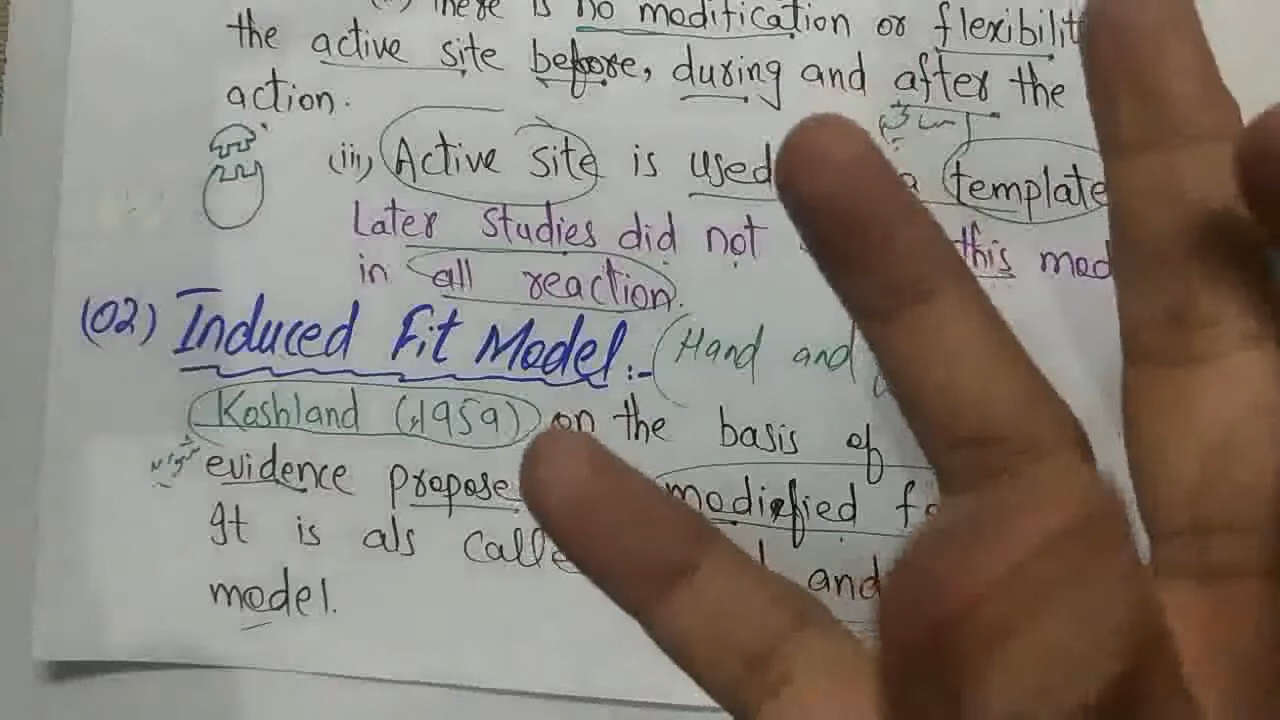 There is no modification or flexibilit
the active site before, during and after the
action.
(iii) Active site is used a template
Later studies did not this mod
in all reaction.
(02) Induced Fit Model:- (Hand and
Koshland (1959) on the basis of
evidence propose modified f
It is als calle and
model.